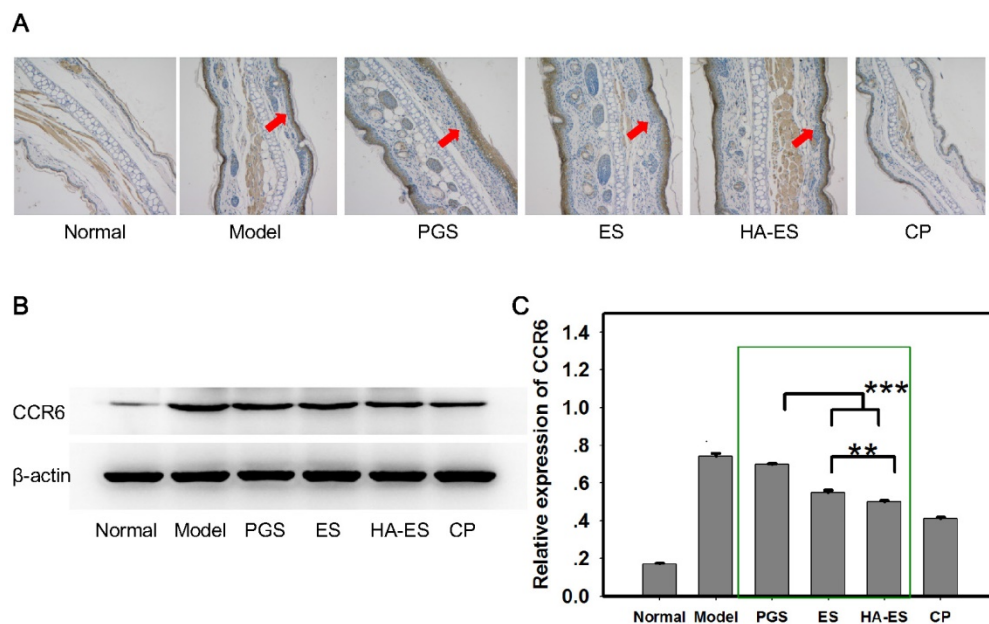 A
Normal Model PGS ES HA-ES CP
B
CCR6
β-actin
Normal Model PGS ES HA-ES CP
C
Relative expression of CCR6
1.4
1.2
1.0
.8
.6
.4
.2
0.0
***
**
Normal Model PGS ES HA-ES CP